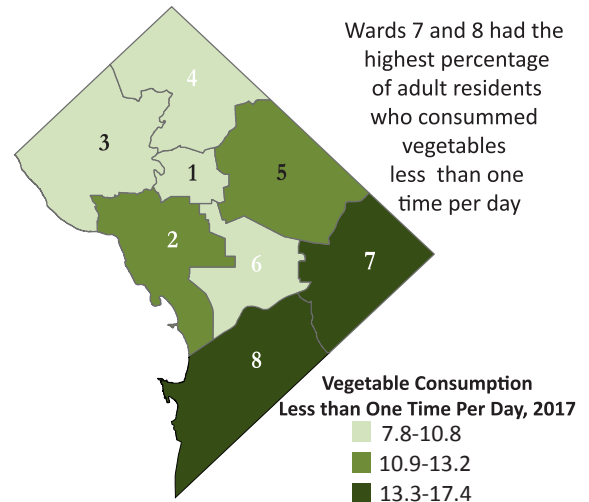 Wards 7 and 8 had the
highest percentage
of adult residents
who consummed
vegetables
less than one
time per day
4
3
1
5
2
6
7
8
Vegetable Consumption
Less than One Time Per Day, 2017
7.8-10.8
10.9-13.2
13.3-17.4